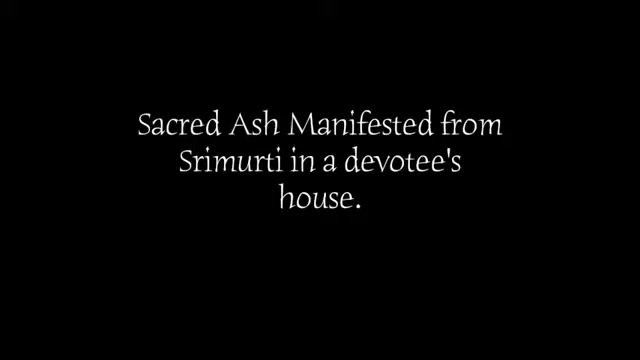 Sacred Ash Manifested from
Srimurti in a devotee's
house.